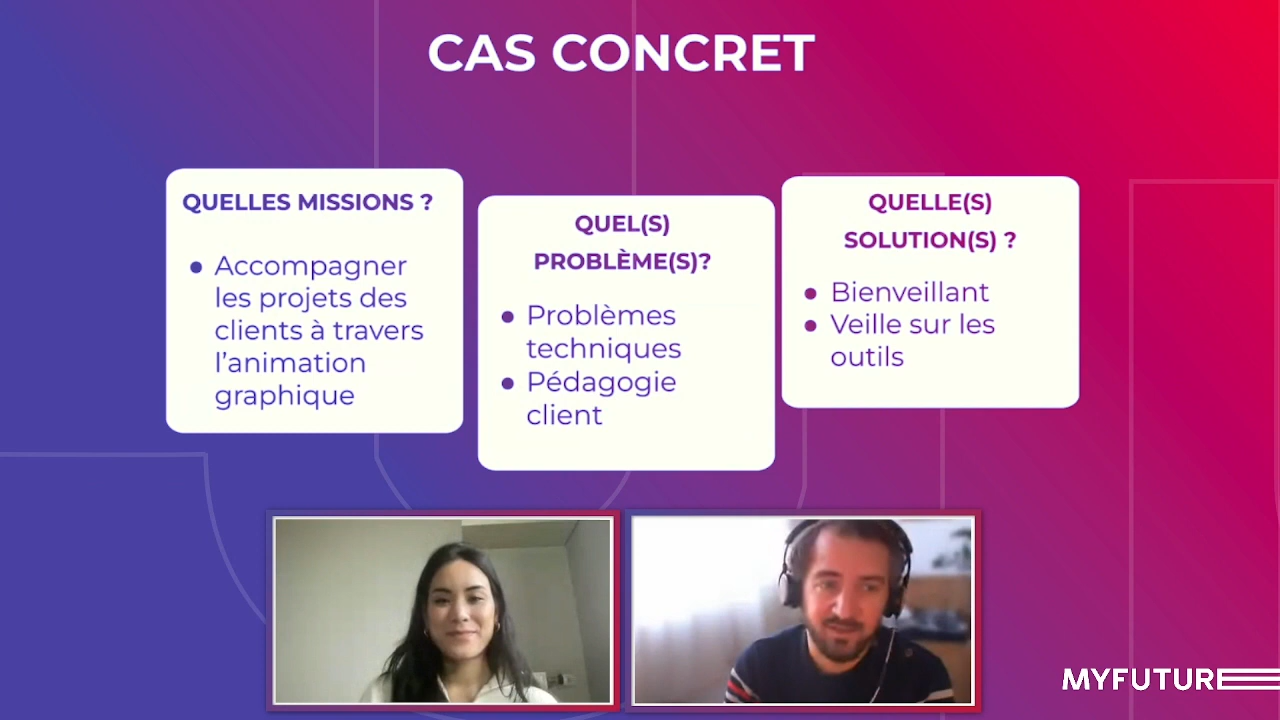 CAS CONCRET
QUELLES MISSIONS ?
● Accompagner
les projets des
clients à travers
l'animation
graphique
QUEL(S)
PROBLÈME(S)?
● Problèmes
techniques
● Pédagogie
client
QUELLE(S)
SOLUTION(S) ?
● Bienveillant
● Veille sur les
outils
MYFUTURE